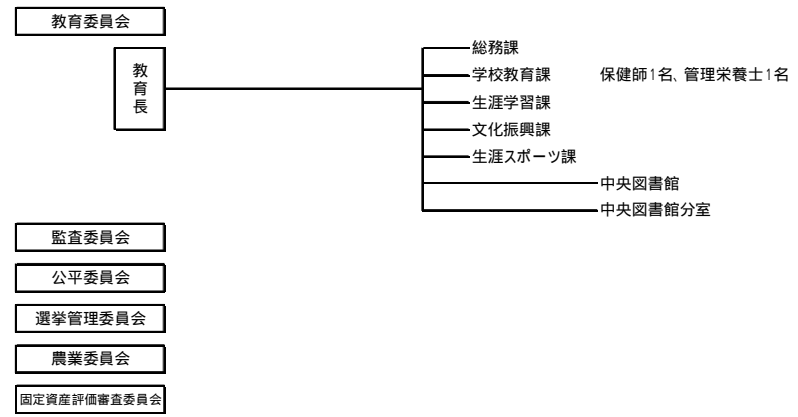 教育委員会
教育長
総務課
学校教育課 保健師1名、管理栄養士1名
生涯学習課
文化振興課
生涯スポーツ課
中央図書館
中央図書館分室
監査委員会
公平委員会
選挙管理委員会
農業委員会
固定資産評価審査委員会